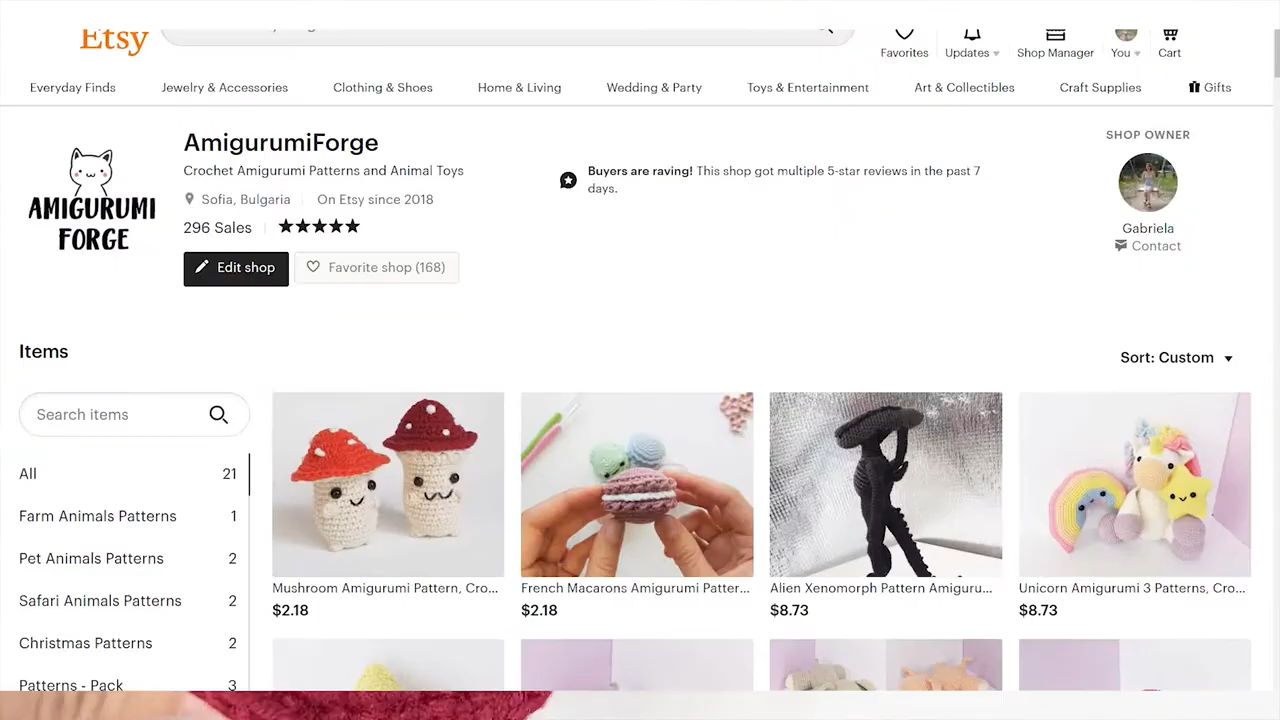 Etsy
Favorites
Updates
Shop Manager
You
Cart
Everyday Finds
Jewelry & Accessories
Clothing & Shoes
Home & Living
Wedding & Party
Toys & Entertainment
Art & Collectibles
Craft Supplies
Gifts
AMIGURUMI
FORGE
AmigurumiForge
Crochet Amigurumi Patterns and Animal Toys
Sofia, Bulgaria
On Etsy since 2018
296 Sales
Edit shop
Favorite shop (168)
Buyers are raving! This shop got multiple 5-star reviews in the past 7
days.
SHOP OWNER
Gabriela
Contact
Items
Sort: Custom
Search items
All 21
Farm Animals Patterns 1
Pet Animals Patterns 2
Safari Animals Patterns 2
Christmas Patterns 2
Patterns - Pack 3
Mushroom Amigurumi Pattern, Cro...
$2.18
French Macarons Amigurumi Patter...
$2.18
Alien Xenomorph Pattern Amiguru...
$8.73
Unicorn Amigurumi 3 Patterns, Cro...
$8.73